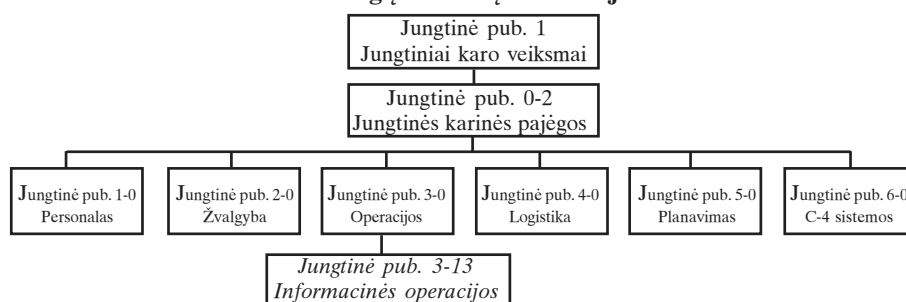 Jungtinė pub. 1
Jungtiniai karo veiksmai
Jungtinė pub. 0-2
Jungtinės karinės pajėgos
Jungtinė pub. 1-0
Personalas
Jungtinė pub. 2-0
Žvalgyba
Jungtinė pub. 3-0
Operacijos
Jungtinė pub. 4-0
Logistika
Jungtinė pub. 5-0
Planavimas
Jungtinė pub. 6-0
C-4 sistemos
Jungtinė pub. 3-13
Informacinės operacijos